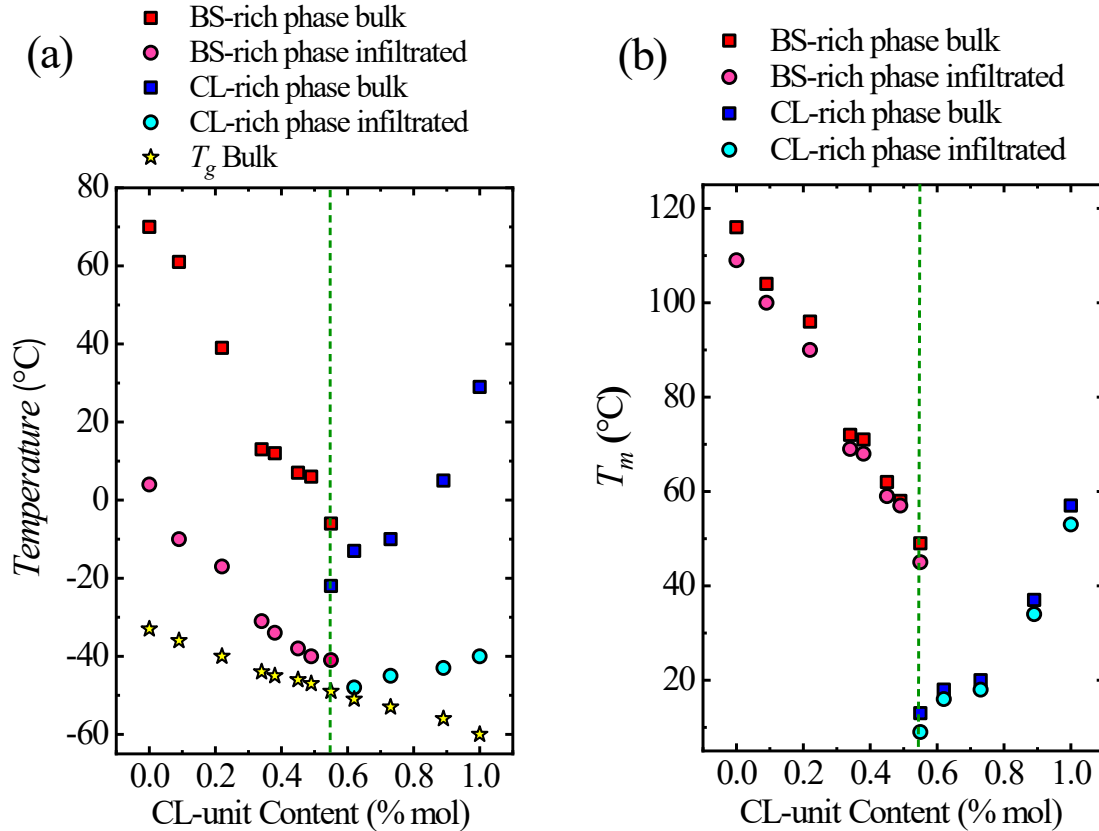 (a)
BS-rich phase bulk
BS-rich phase infiltrated
CL-rich phase bulk
CL-rich phase infiltrated
Tg Bulk
80
60
40
20
0
-20
-40
-60
Temperature (°C)
0.0 0.2 0.4 0.6 0.8 1.0
CL-unit Content (% mol)
(b)
BS-rich phase bulk
BS-rich phase infiltrated
CL-rich phase bulk
CL-rich phase infiltrated
120
100
80
60
40
20
Tm (°C)
0.0 0.2 0.4 0.6 0.8 1.0
CL-unit Content (% mol)